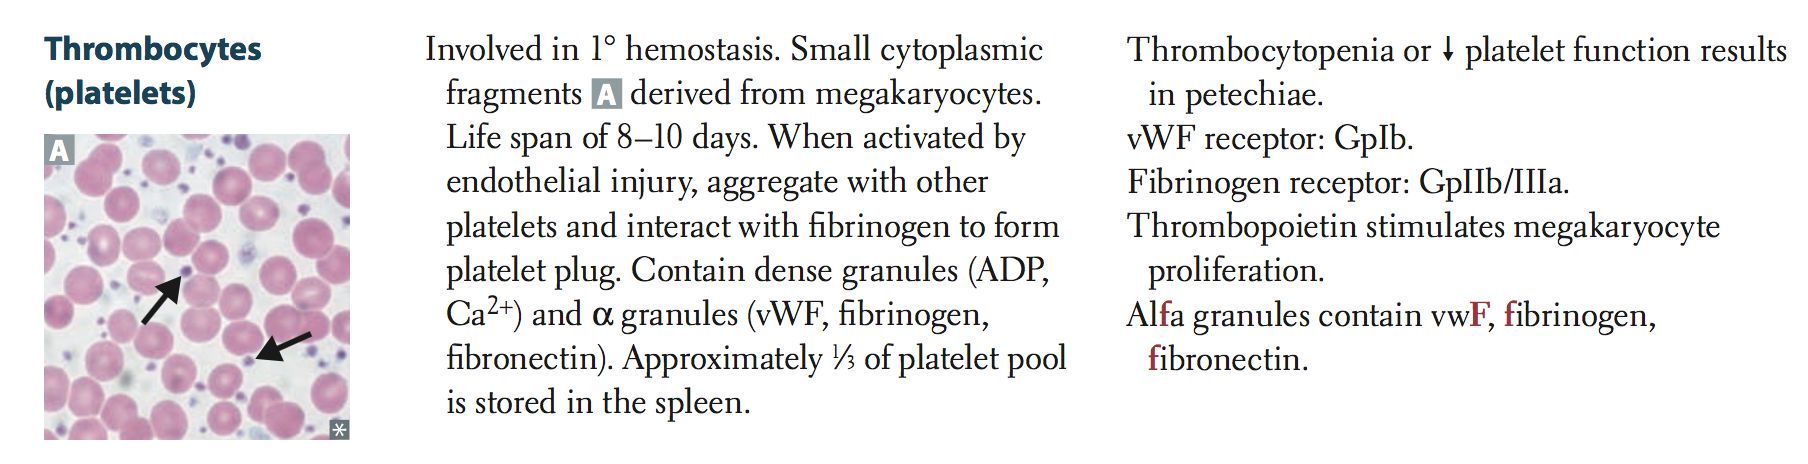 Thrombocytes
(platelets)
A
*
Involved in 1° hemostasis. Small cytoplasmic
fragments A derived from megakaryocytes.
Life span of 8–10 days. When activated by
endothelial injury, aggregate with other
platelets and interact with fibrinogen to form
platelet plug. Contain dense granules (ADP,
Ca²⁺) and α granules (vWF, fibrinogen,
fibronectin). Approximately ⅓ of platelet pool
is stored in the spleen.
Thrombocytopenia or ↓ platelet function results
in petechiae.
vWF receptor: GpIb.
Fibrinogen receptor: GpIIb/IIIa.
Thrombopoietin stimulates megakaryocyte
proliferation.
Alfa granules contain vwF, fibrinogen,
fibronectin.